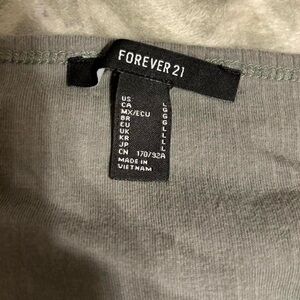 FOREVER 21
US L
CA G
MX/ECU G
BR G
EU L
UK L
KR L
JP L
CN 170/92A
MADE IN
VIETNAM